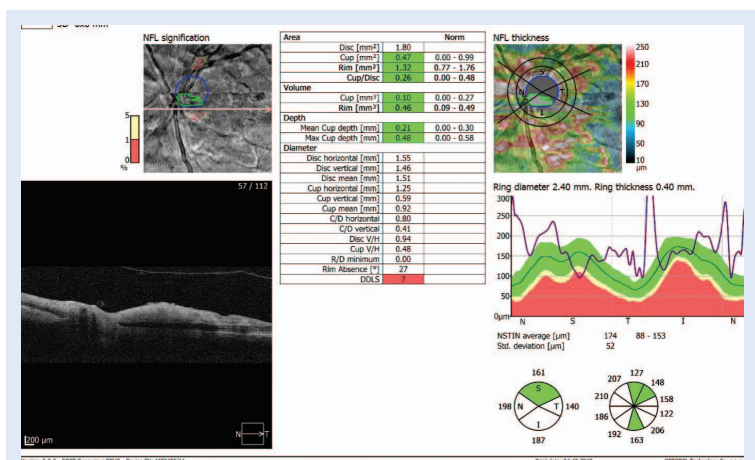 NFL signification
5
1
0
%
57 / 112
200 µm
N T
Area Norm
Disc [mm²] 1.80
Cup [mm²] 0.47 0.00 - 0.99
Rim [mm²] 1.32 0.77 - 1.76
Cup/Disc 0.26 0.00 - 0.48
Volume
Cup [mm³] 0.10 0.00 - 0.27
Rim [mm³] 0.46 0.09 - 0.49
Depth
Mean Cup depth [mm] 0.21 0.00 - 0.30
Max Cup depth [mm] 0.48 0.00 - 0.58
Diameter
Disc horizontal [mm] 1.55
Disc vertical [mm] 1.46
Disc mean [mm] 1.51
Cup horizontal [mm] 1.25
Cup vertical [mm] 0.59
Cup mean [mm] 0.92
C/D horizontal 0.80
C/D vertical 0.41
Disc V/H 0.94
Cup V/H 0.48
R/D minimum 0.00
Rim Absence [°] 27
DDLS 7
NFL thickness
S
N T
I
250
210
170
130
90
50
10
µm
Ring diameter 2.40 mm. Ring thickness 0.40 mm.
300
250
200
150
100
50
0µm
N S T I N
NSTIN average [µm] 174 88 - 153
Std. deviation [µm] 52
161
S
198 N T 140
I
187
127
207 148
210 158
186 122
192 206
163